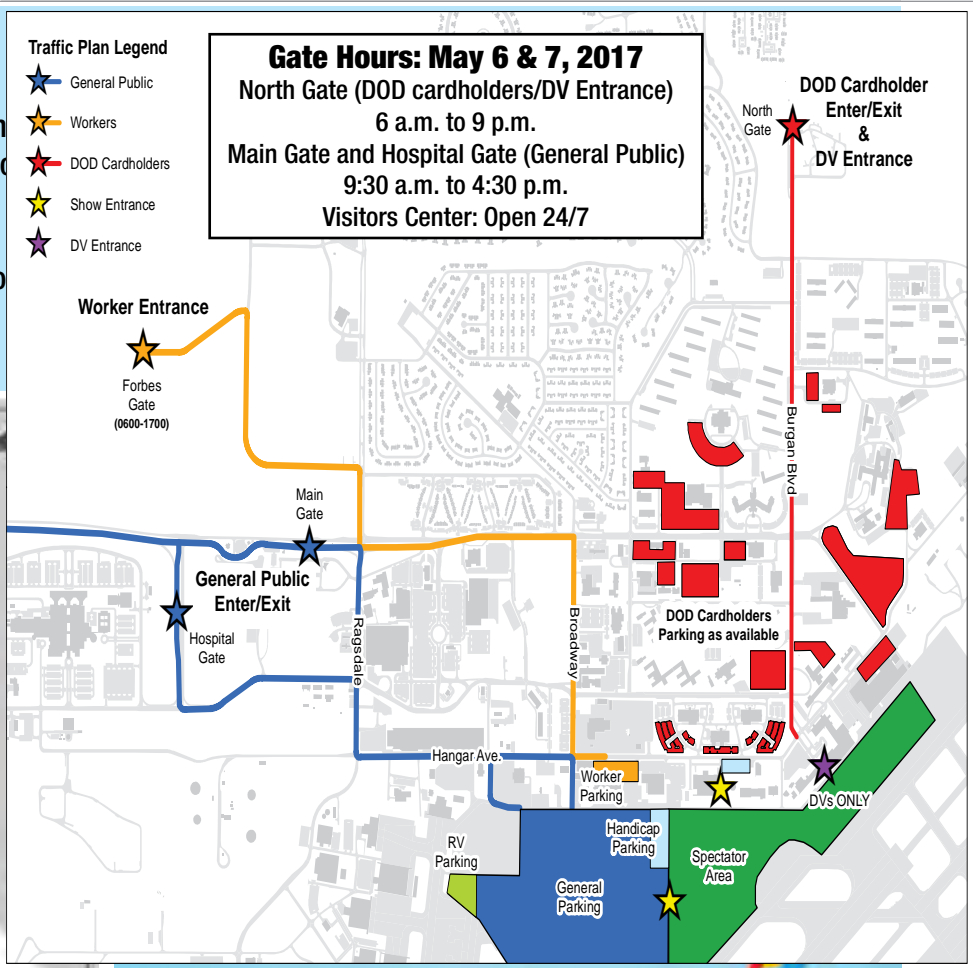 Traffic Plan Legend
General Public
Workers
DOD Cardholders
Show Entrance
DV Entrance
Gate Hours: May 6 & 7, 2017
North Gate (DOD cardholders/DV Entrance)
6 a.m. to 9 p.m.
Main Gate and Hospital Gate (General Public)
9:30 a.m. to 4:30 p.m.
Visitors Center: Open 24/7
North
Gate
DOD Cardholder
Enter/Exit
&
DV Entrance
Worker Entrance
Forbes
Gate
(0600-1700)
Burgan Blvd
Main
Gate
General Public
Enter/Exit
Hospital
Gate
Ragsdale
Broadway
DOD Cardholders
Parking as available
Hangar Ave.
Worker
Parking
DVs ONLY
Handicap
Parking
RV
Parking
Spectator
Area
General
Parking